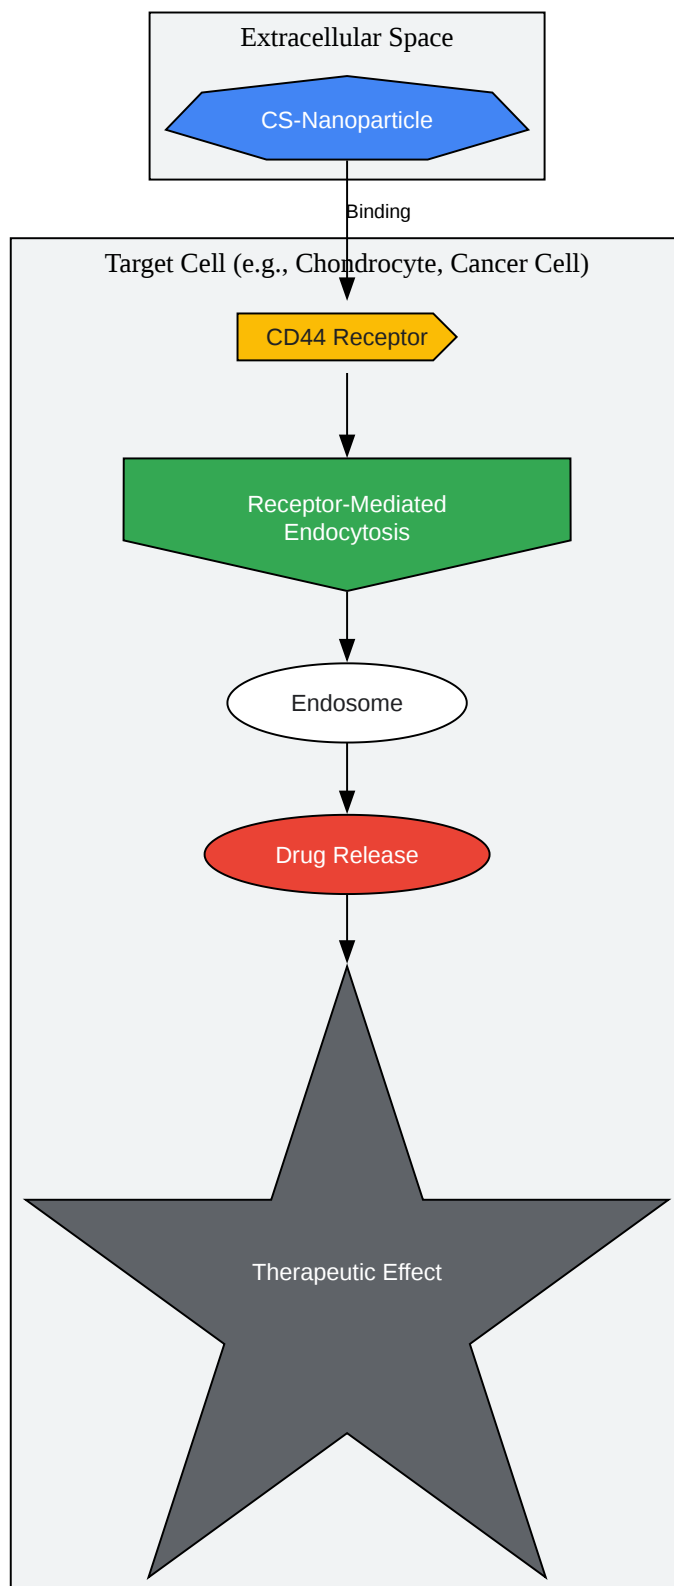 Extracellular Space
CS-Nanoparticle
Binding
Target Cell (e.g., Chondrocyte, Cancer Cell)
CD44 Receptor
Receptor-Mediated
Endocytosis
Endosome
Drug Release
Therapeutic Effect